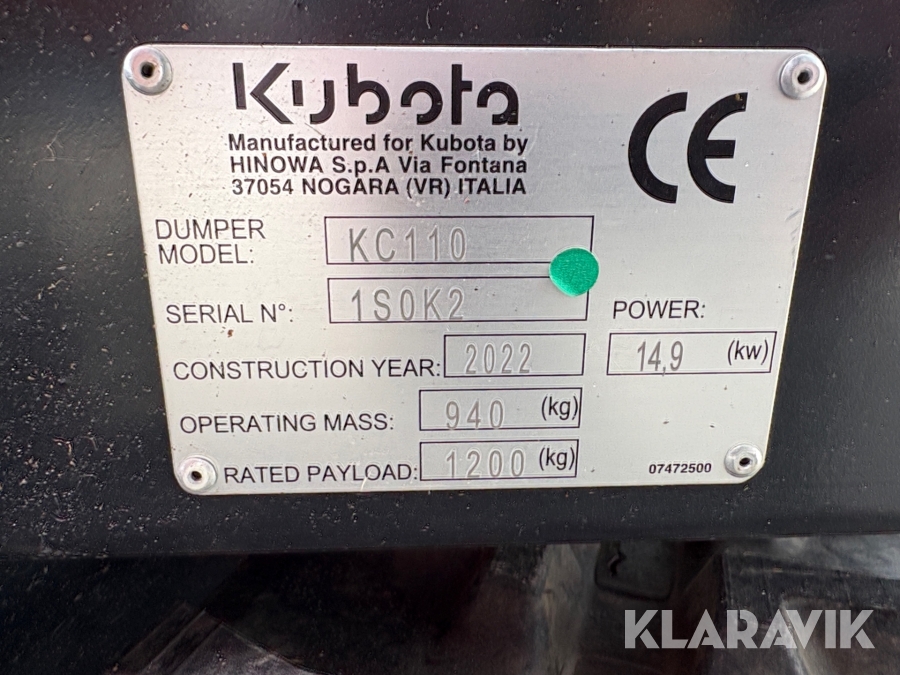 Kubota
CE
Manufactured for Kubota by
HINOWA S.p.A Via Fontana
37054 NOGARA (VR) ITALIA
DUMPER
MODEL: KC110
SERIAL N°: 1S0K2
POWER:
14,9 (kw)
CONSTRUCTION YEAR: 2022
OPERATING MASS: 940 (kg)
RATED PAYLOAD: 1200 (kg)
07472500
KLARAVIK